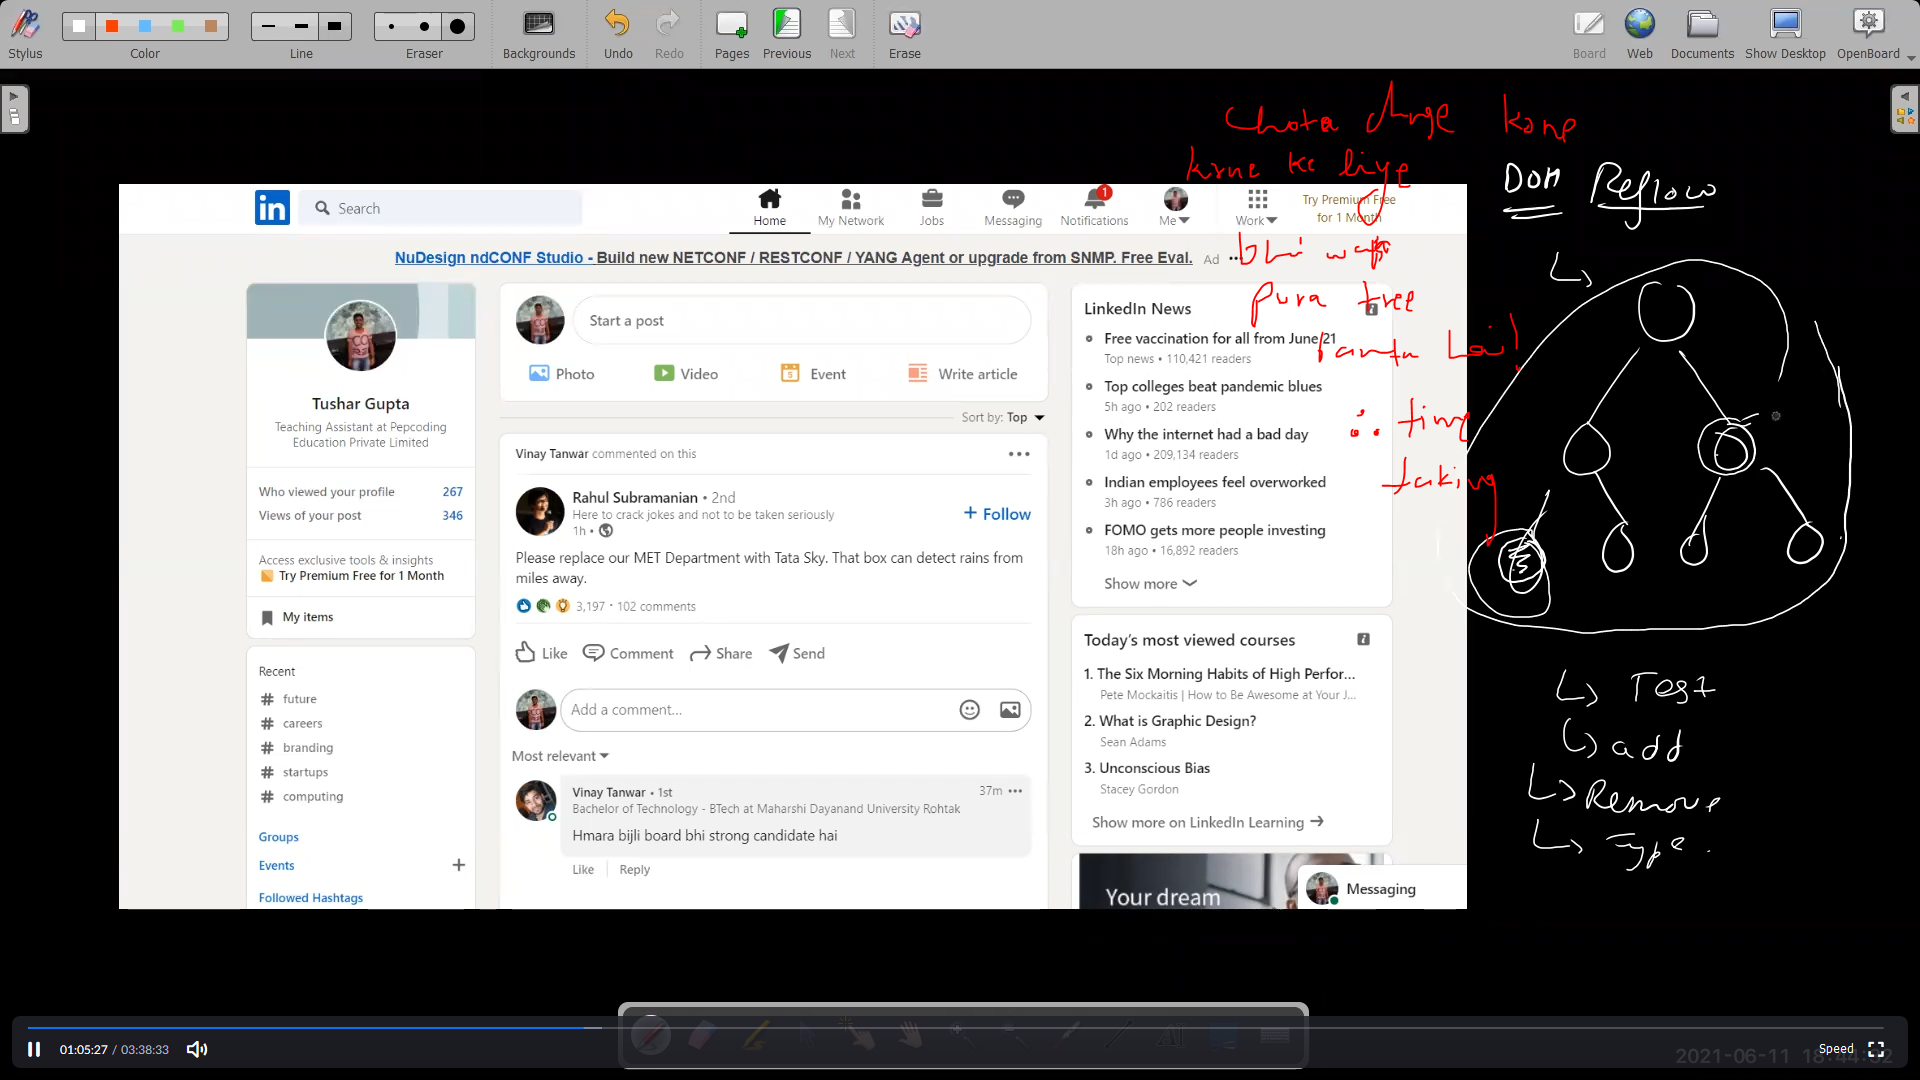 Stylus
Color
Line
Eraser
Backgrounds
Undo
Redo
Pages
Previous
Next
Erase
Board
Web
Documents
Show Desktop
OpenBoard
Chota
kone
krne ke liye
bhi
pura tree
∴ time
taking
DOM Reflow
Test
add
Remove
Type.
in
Search
Home
My Network
Jobs
Messaging
1
Notifications
Me
Work
Try Premium Free
for 1 Month
NuDesign ndCONF Studio - Build new NETCONF / RESTCONF / YANG Agent or upgrade from SNMP. Free Eval. Ad
Tushar Gupta
Teaching Assistant at Pepcoding
Education Private Limited
Who viewed your profile 267
Views of your post 346
Access exclusive tools & insights
Try Premium Free for 1 Month
My items
Recent
# future
# careers
# branding
# startups
# computing
Groups
Events +
Followed Hashtags
Start a post
Photo
Video
5
Event
Write article
Sort by: Top
Vinay Tanwar commented on this
Rahul Subramanian • 2nd
Here to crack jokes and not to be taken seriously
1h •
+ Follow
Please replace our MET Department with Tata Sky. That box can detect rains from
miles away.
3,197 • 102 comments
Like
Comment
Share
Send
Add a comment...
Most relevant
Vinay Tanwar • 1st
37m
Bachelor of Technology - BTech at Maharshi Dayanand University Rohtak
Hmara bijli board bhi strong candidate hai
Like
Reply
LinkedIn News
Free vaccination for all from June 21
Top news • 110,421 readers
Top colleges beat pandemic blues
5h ago • 202 readers
Why the internet had a bad day
1d ago • 209,134 readers
Indian employees feel overworked
3h ago • 786 readers
FOMO gets more people investing
18h ago • 16,892 readers
Show more
Today's most viewed courses
1. The Six Morning Habits of High Perfor...
Pete Mockaitis | How to Be Awesome at Your J...
2. What is Graphic Design?
Sean Adams
3. Unconscious Bias
Stacey Gordon
Show more on LinkedIn Learning →
Your dream
Messaging
01:05:27 / 03:38:33
Speed
2021-06-11